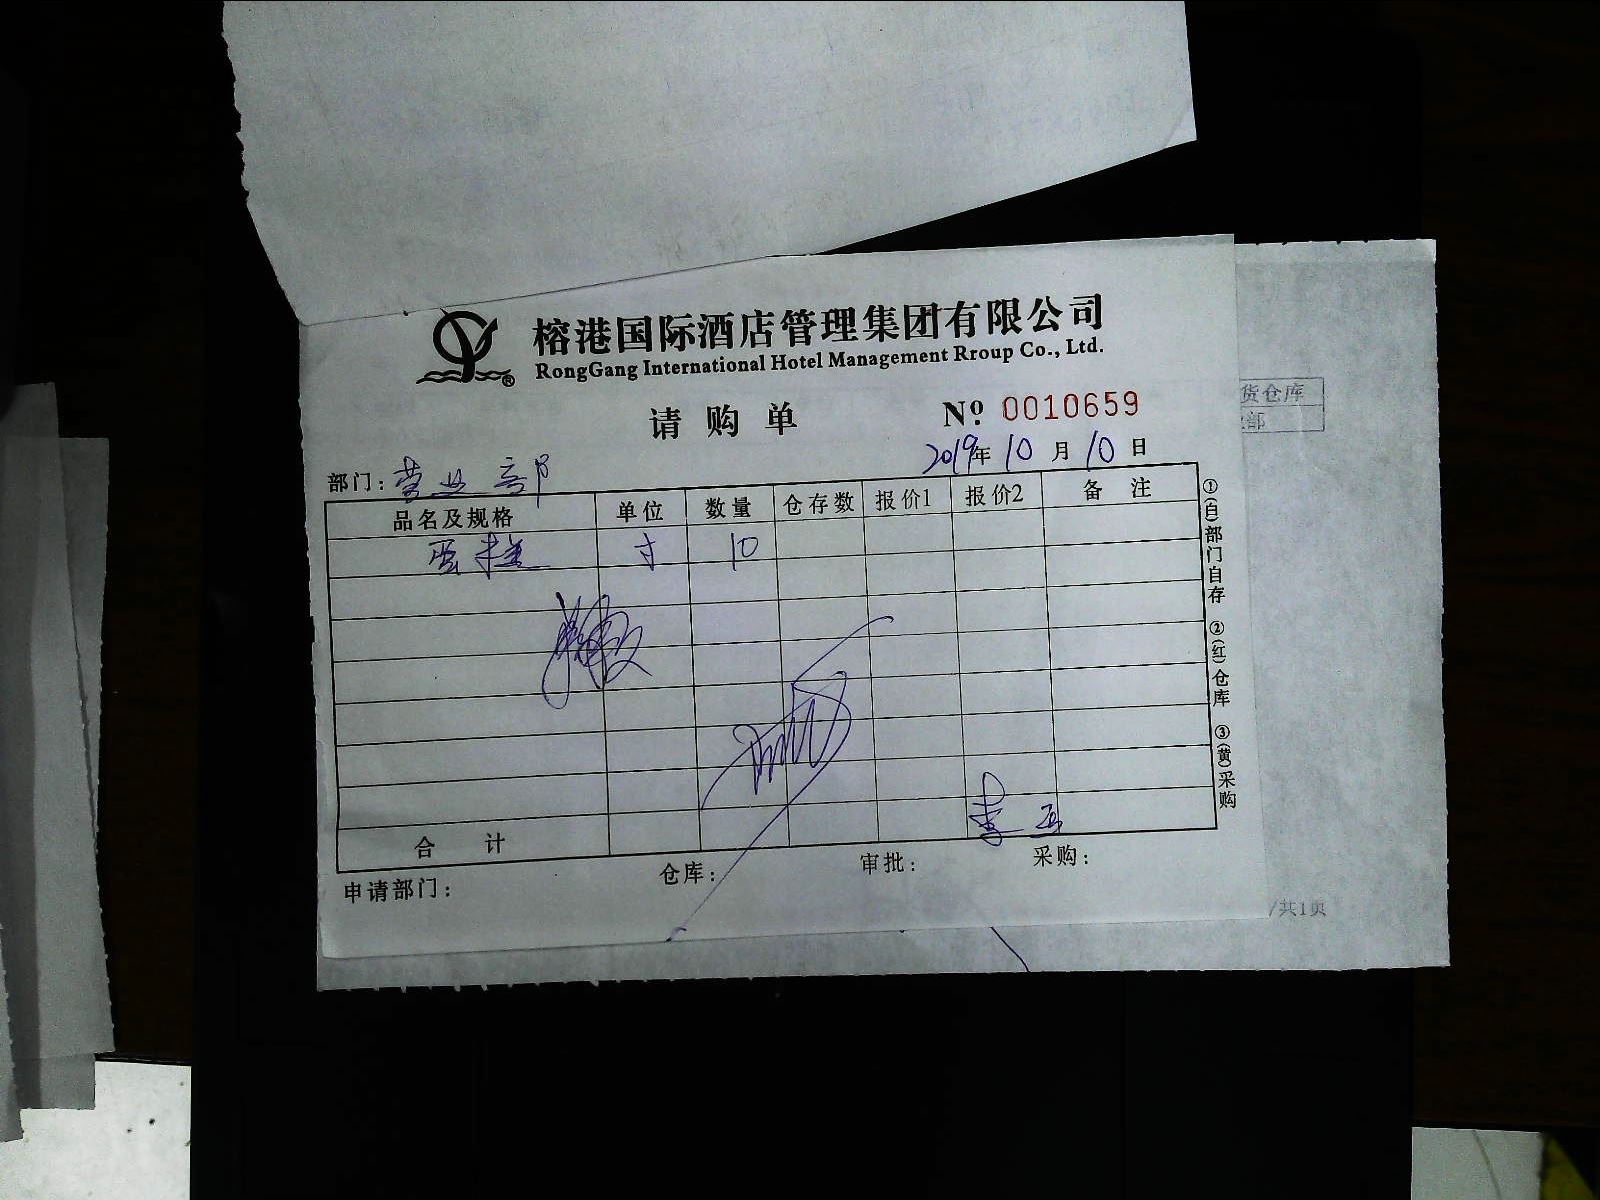 榕港国际酒店管理集团有限公司
RongGang International Hotel Management Rroup Co., Ltd.
®
请购单
Nº: 0010659
2019年 10月 10日
部门: 营业部
品名及规格 单位 数量 仓存数 报价1 报价2 备注
蛋糕 寸 10
合计
申请部门: 仓库: 审批: 采购:
①(白)部门自存 ②(红)仓库 ③(黄)采购
货仓库
部
/共1页